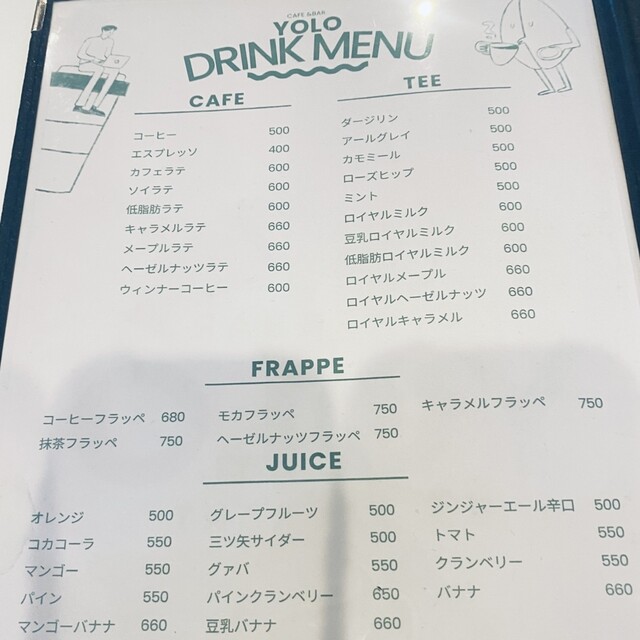 CAFE &BAR
YOLO
DRINK MENU
CAFE
コーヒー 500
エスプレッソ 400
カフェラテ 600
ソイラテ 600
低脂肪ラテ 600
キャラメルラテ 660
メープルラテ 660
ヘーゼルナッツラテ 660
ウィンナーコーヒー 600
TEE
ダージリン 500
アールグレイ 500
カモミール 500
ローズヒップ 500
ミント 500
ロイヤルミルク 600
豆乳ロイヤルミルク 600
低脂肪ロイヤルミルク 600
ロイヤルメープル 660
ロイヤルヘーゼルナッツ 660
ロイヤルキャラメル 660
FRAPPE
コーヒーフラッペ 680 モカフラッペ 750 キャラメルフラッペ 750
抹茶フラッペ 750 ヘーゼルナッツフラッペ 750
JUICE
オレンジ 500 グレープフルーツ 500 ジンジャーエール辛口 500
コカコーラ 550 三ツ矢サイダー 500 トマト 550
マンゴー 550 グァバ 550 クランベリー 550
パイン 550 パインクランベリー 650 バナナ 660
マンゴーバナナ 660 豆乳バナナ 660